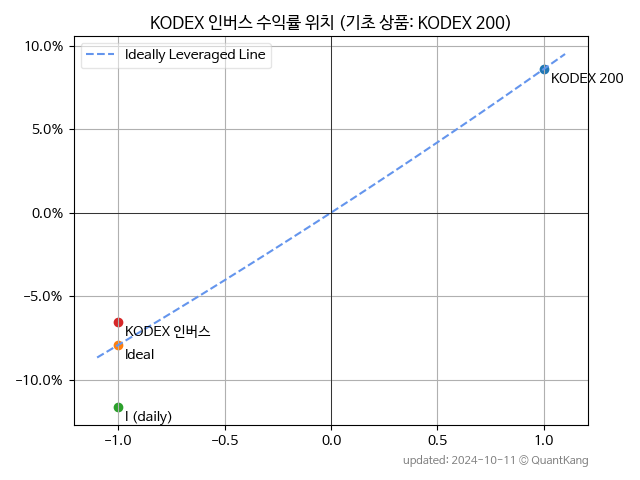 KODEX 인버스 수익률 위치 (기초 상품: KODEX 200)
10.0%
Ideally Leveraged Line
KODEX 200
5.0%
0.0%
−5.0%
KODEX 인버스
Ideal
−10.0%
I (daily)
−1.0 −0.5 0.0 0.5 1.0
updated: 2024-10-11 © QuantKang